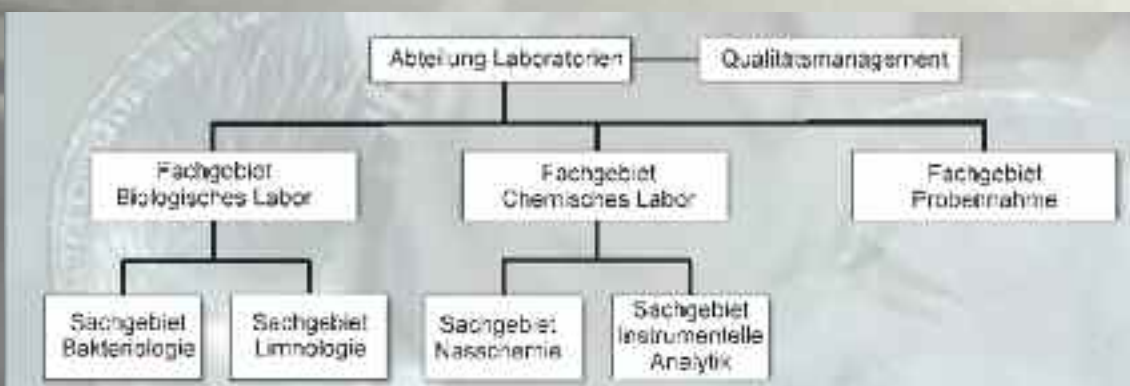 Abteilung Laboratorien
Qualitätsmanagement
Fachgebiet
Biologisches Labor
Fachgebiet
Chemisches Labor
Fachgebiet
Probennahme
Sachgebiet
Bakteriologie
Sachgebiet
Limnologie
Sachgebiet
Nasschemie
Sachgebiet
Instrumentelle
Analytik